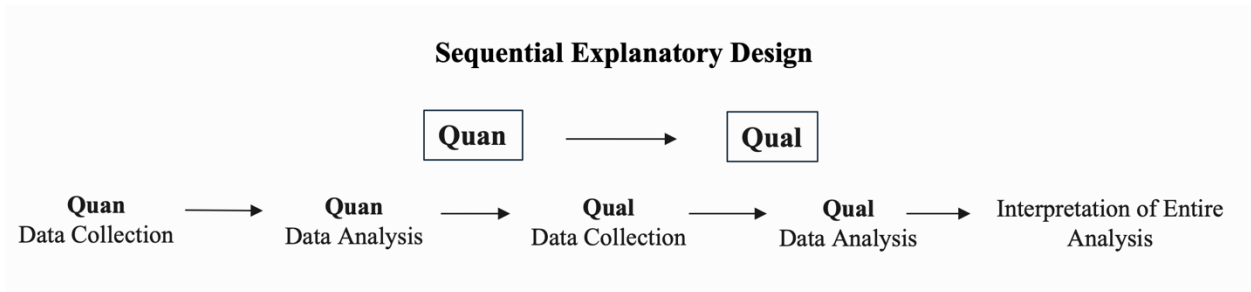 Sequential Explanatory Design
Quan
Qual
Quan
Data Collection
Quan
Data Analysis
Qual
Data Collection
Qual
Data Analysis
Interpretation of Entire
Analysis